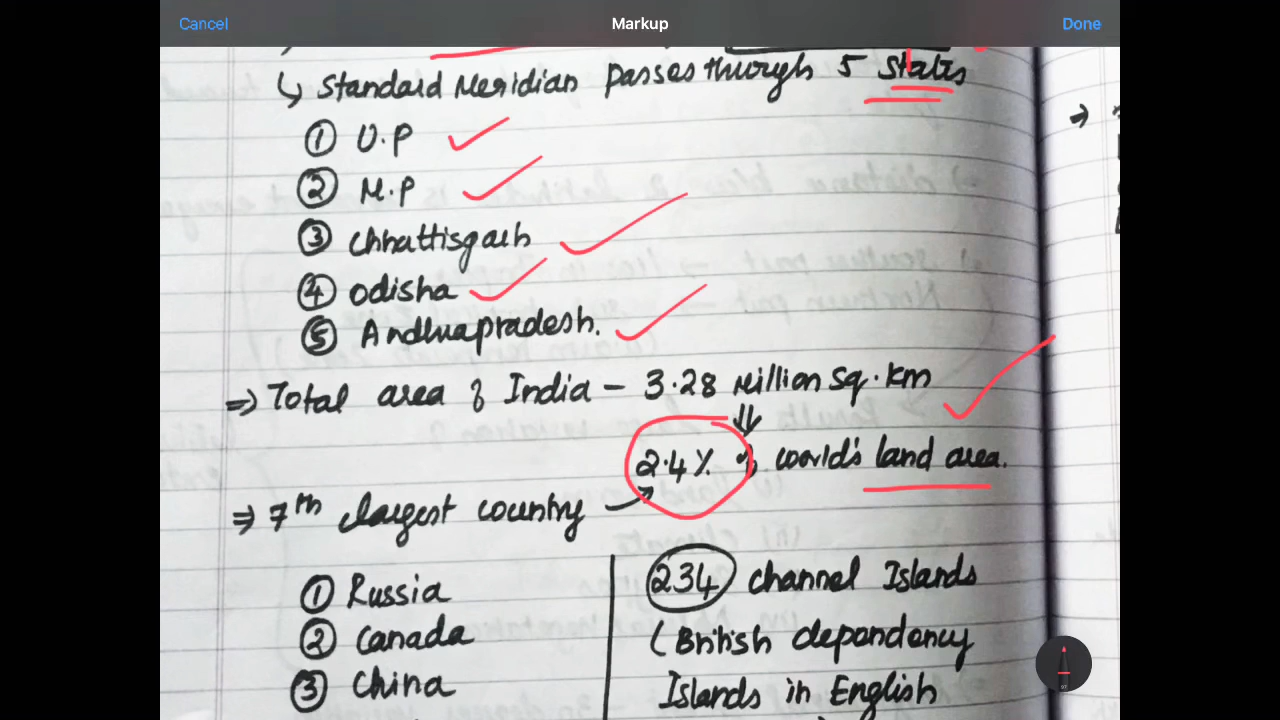 Cancel Markup Done
↳ Standard Meridian passes through 5 States
① U.P
② M.P
③ Chhattisgarh
④ Odisha
⑤ Andhrapradesh.
⇒ Total area of India – 3.28 Million Sq.km
2.4% of world's land area.
⇒ 7th largest country
① Russia
② Canada
③ China
234 channel Islands
(British dependency
Islands in English